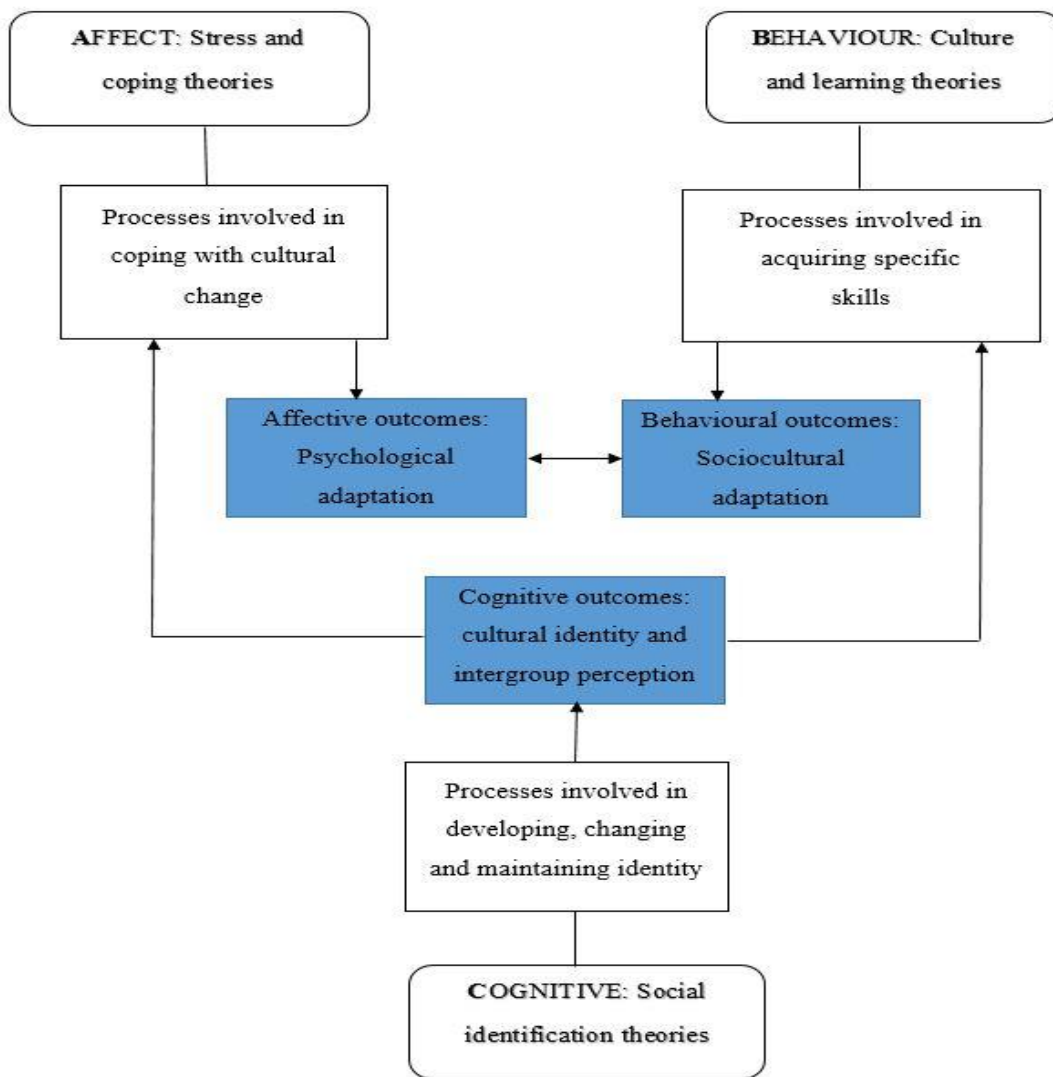 AFFECT: Stress and
coping theories
BEHAVIOUR: Culture
and learning theories
Processes involved in
coping with cultural
change
Processes involved in
acquiring specific
skills
Affective outcomes:
Psychological
adaptation
Behavioural outcomes:
Sociocultural
adaptation
Cognitive outcomes:
cultural identity and
intergroup perception
Processes involved in
developing, changing
and maintaining identity
COGNITIVE: Social
identification theories